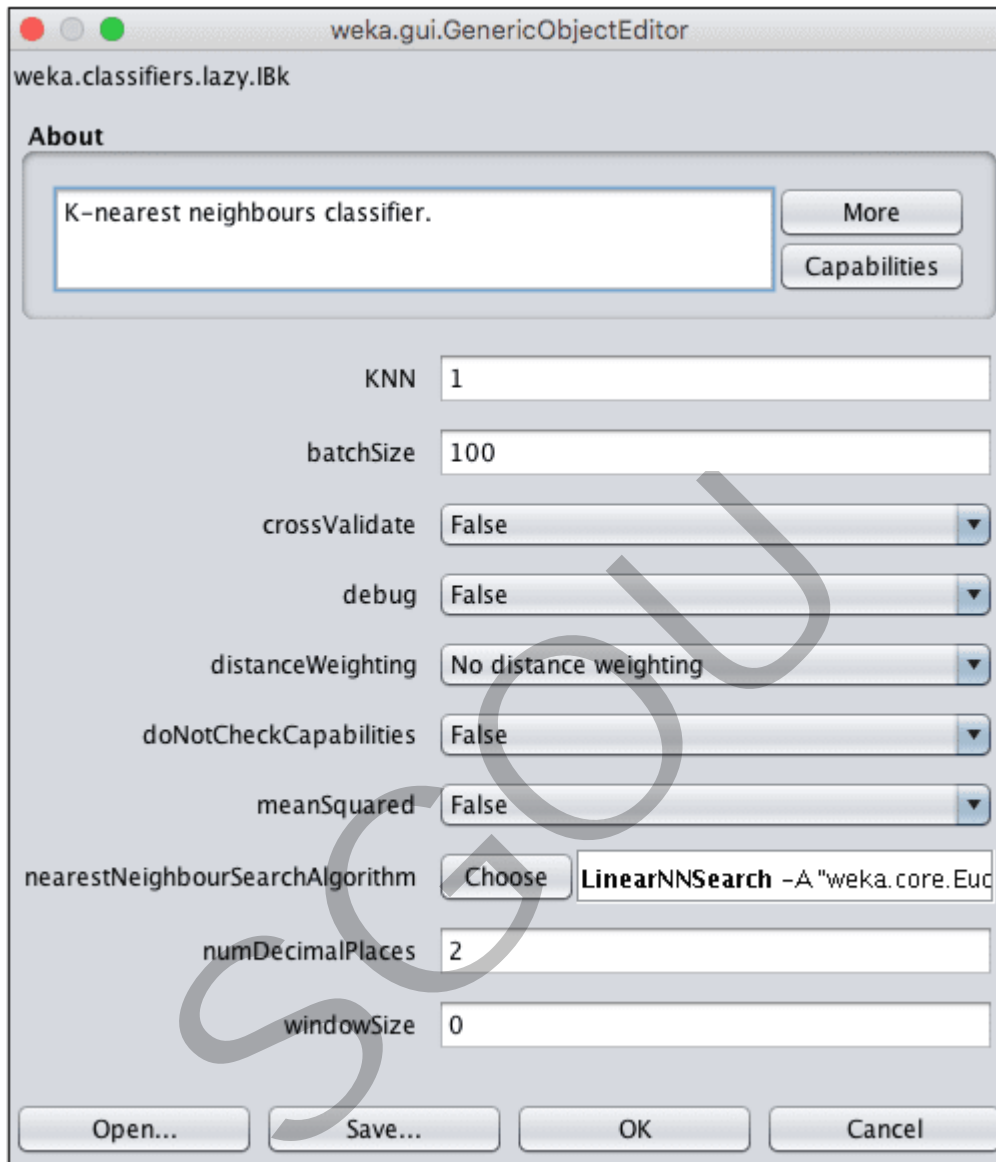 weka.gui.GenericObjectEditor
weka.classifiers.lazy.IBk
About
K-nearest neighbours classifier.
More
Capabilities
KNN 1
batchSize 100
crossValidate False
debug False
distanceWeighting No distance weighting
doNotCheckCapabilities False
meanSquared False
nearestNeighbourSearchAlgorithm Choose LinearNNSearch -A "weka.core.Euc
numDecimalPlaces 2
windowSize 0
Open... Save... OK Cancel
SGOU